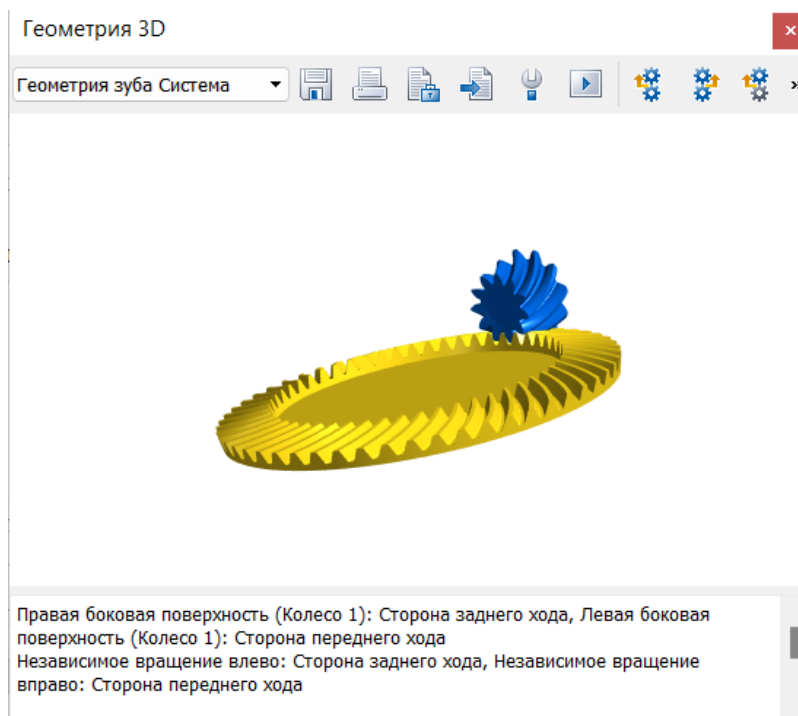 Геометрия 3D
Геометрия зуба Система
Правая боковая поверхность (Колесо 1): Сторона заднего хода, Левая боковая
поверхность (Колесо 1): Сторона переднего хода
Независимое вращение влево: Сторона заднего хода, Независимое вращение
вправо: Сторона переднего хода